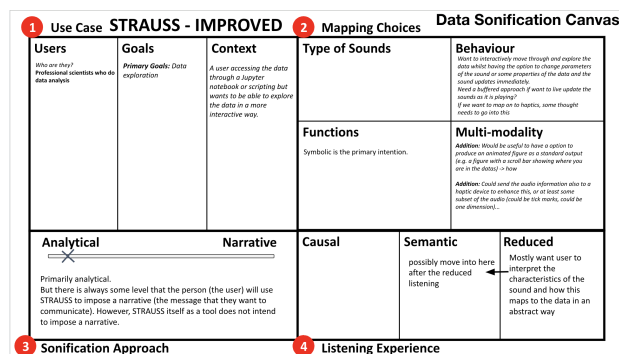 Data Sonification Canvas
1 Use Case STRAUSS - IMPROVED
2 Mapping Choices
Users
Who are they?
Professional scientists who do
data analysis
Goals
Primary Goals: Data
exploration
Context
A user accessing the data
through a Jupyter
notebook or scripting but
wants to be able to explore
the data in a more
interactive way.
Type of Sounds
Behaviour
Want to interactively move through and explore the
data whilst having the option to change parameters
of the sound or some properties of the data and the
sound updates immediately.
Need a buffered approach if want to live update the
sounds as it is playing?
If we want to map on to haptics, some thought
needs to go into this
Functions
Symbolic is the primary intention.
Multi-modality
Addition: Would be useful to have a option to
produce an animated figure as a standard output
(e.g. a figure with a scroll bar showing where you
are in the datas) -> how
Addition: Could send the audio information also to a
haptic device to enhance this, or at least some
subset of the audio (could be tick marks, could be
one dimension)...
Analytical
Narrative
Primarily analytical.
But there is always some level that the person (the user) will use
STRAUSS to impose a narrative (the message that they want to
communicate). However, STRAUSS itself as a tool does not intend
to impose a narrative.
Causal
Semantic
possibly move into here
after the reduced
listening
Reduced
Mostly want user to
interpret the
characteristics of the
sound and how this
maps to the data in an
abstract way
3 Sonification Approach
4 Listening Experience